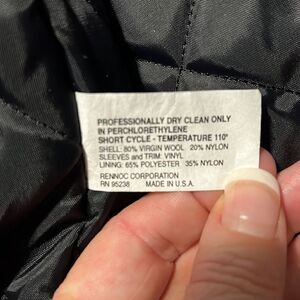 PROFESSIONALLY DRY CLEAN ONLY
IN PERCHLORETHYLENE
SHORT CYCLE - TEMPERATURE 110°
SHELL: 80% VIRGIN WOOL 20% NYLON
SLEEVES and TRIM: VINYL
LINING: 65% POLYESTER 35% NYLON
RENNOC CORPORATION
RN 95238 MADE IN U.S.A.